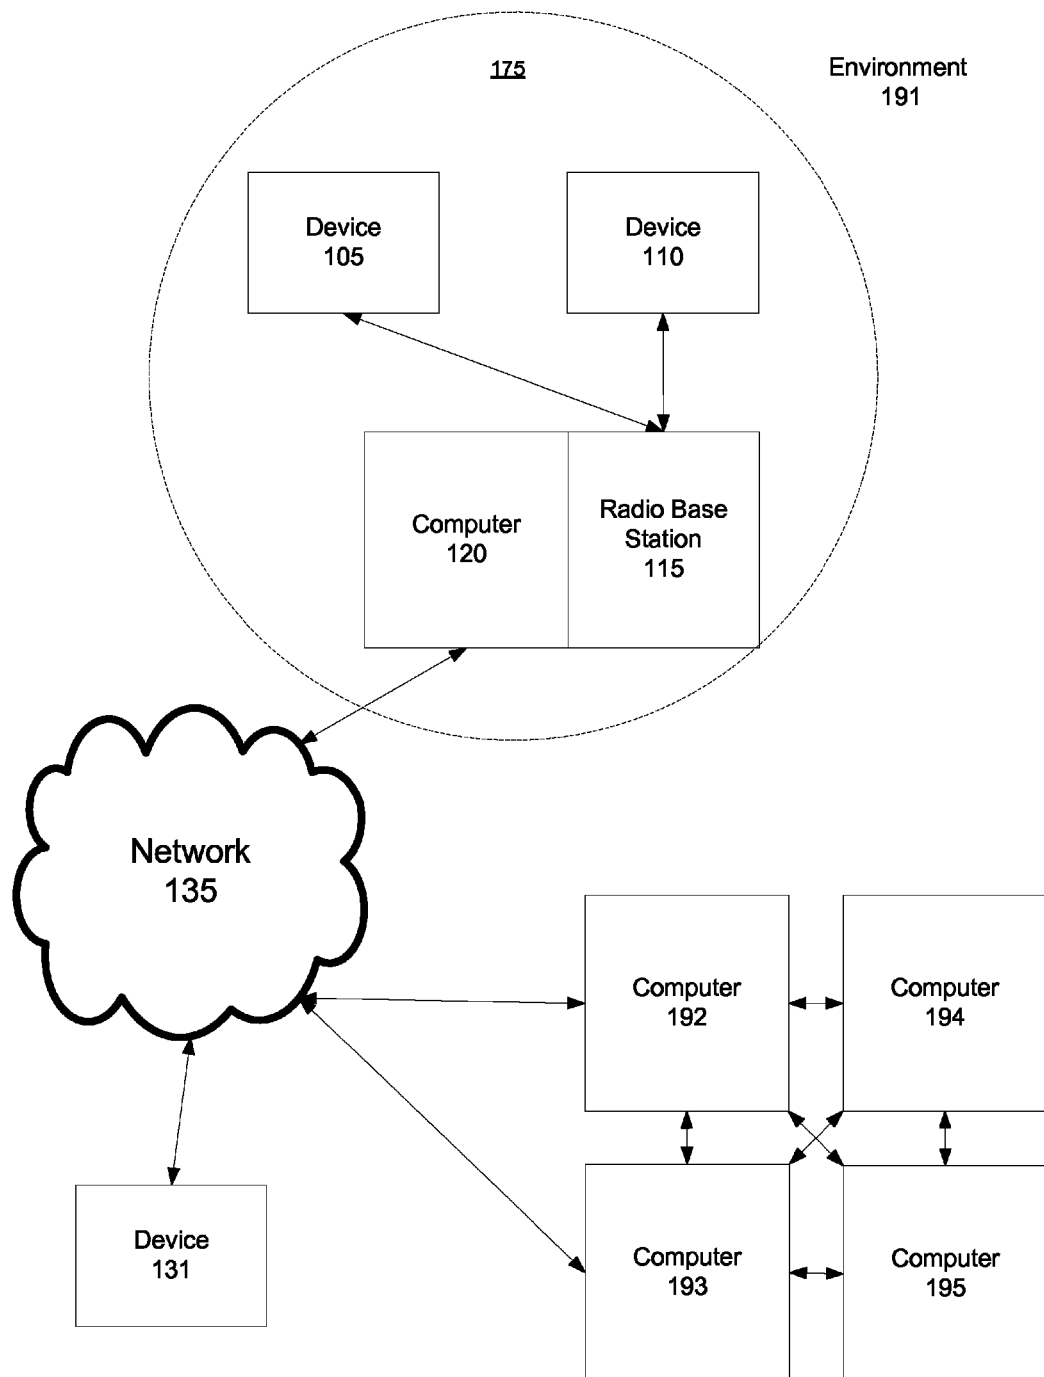 175
Environment
191
Device
105
Device
110
Computer
120
Radio Base
Station
115
Network
135
Computer
192
Computer
194
Device
131
Computer
193
Computer
195